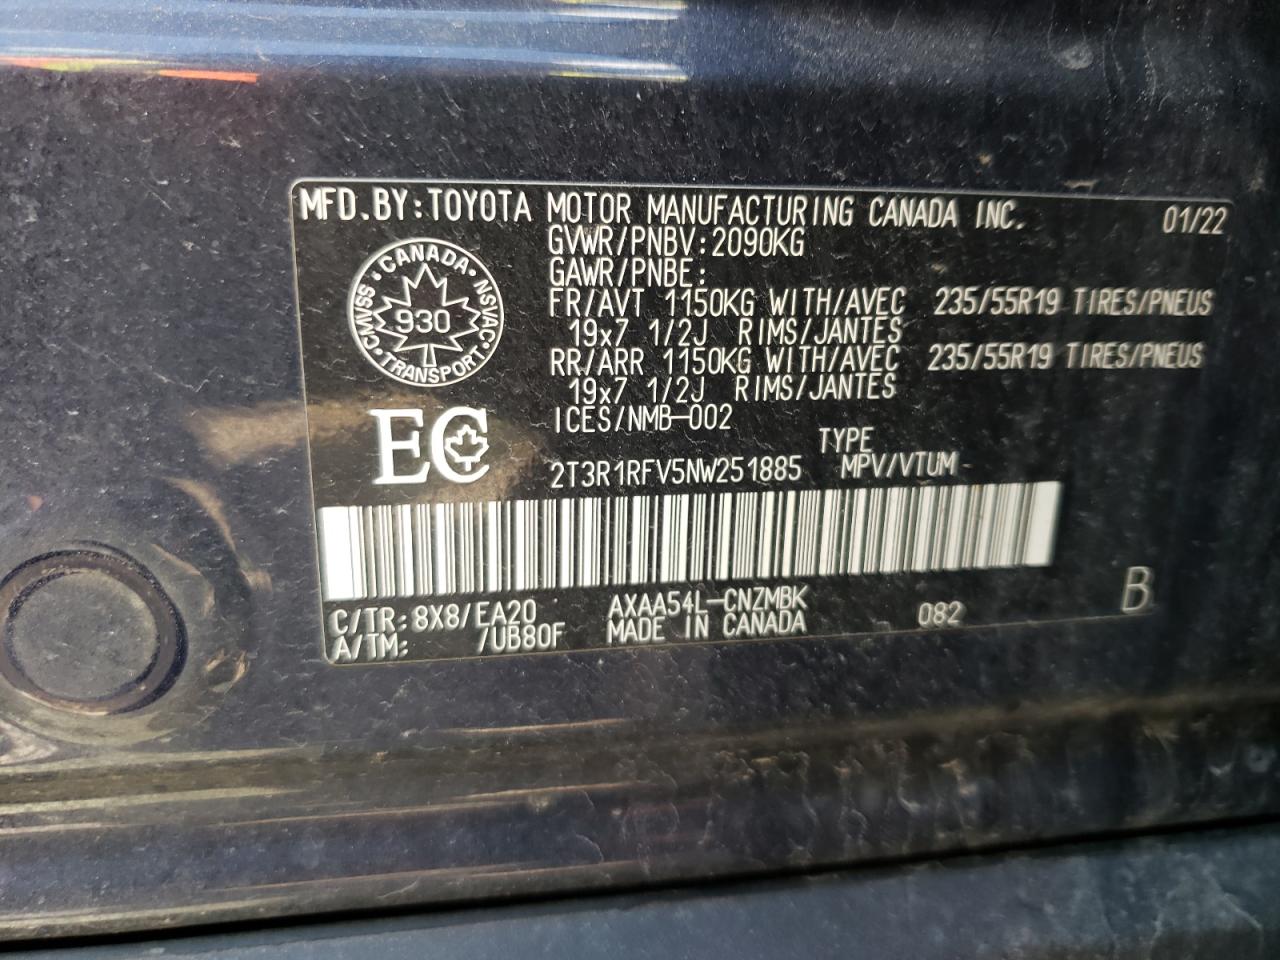 MFD.BY:TOYOTA MOTOR MANUFACTURING CANADA INC. 01/22
GVWR/PNBV:2090KG
GAWR/PNBE:
FR/AVT 1150KG WITH/AVEC 235/55R19 TIRES/PNEUS
19x7 1/2J RIMS/JANTES
RR/ARR 1150KG WITH/AVEC 235/55R19 TIRES/PNEUS
19x7 1/2J RIMS/JANTES
ICES/NMB-002
CANADA · NSVAC · TRANSPORT · CMVSS ·
930
EC
TYPE
2T3R1RFV5NW251885 MPV/VTUM
C/TR:8X8/EA20 AXAA54L-CNZMBK 082 B
A/TM: /UB80F MADE IN CANADA